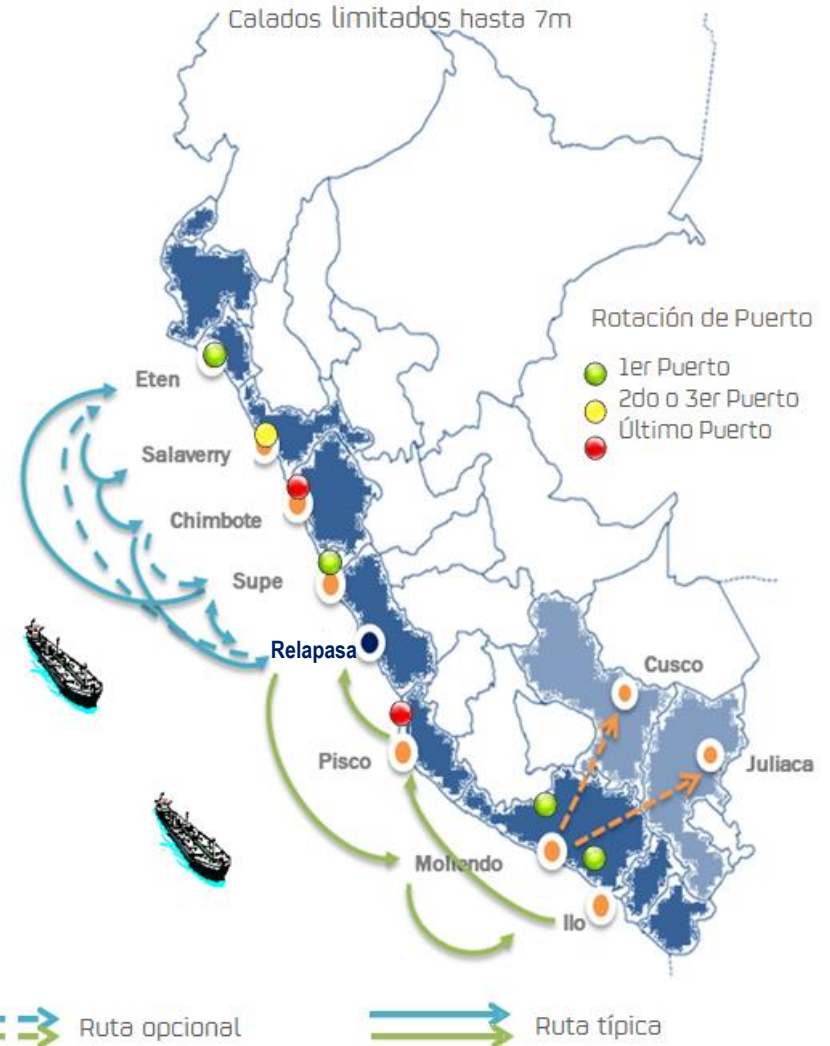 Calados limitados hasta 7m
Rotación de Puerto
1er Puerto
2do o 3er Puerto
Último Puerto
Eten
Salaverry
Chimbote
Supe
Relapasa
Cusco
Pisco
Juliaca
Mollendo
Ilo
Ruta opcional
Ruta típica